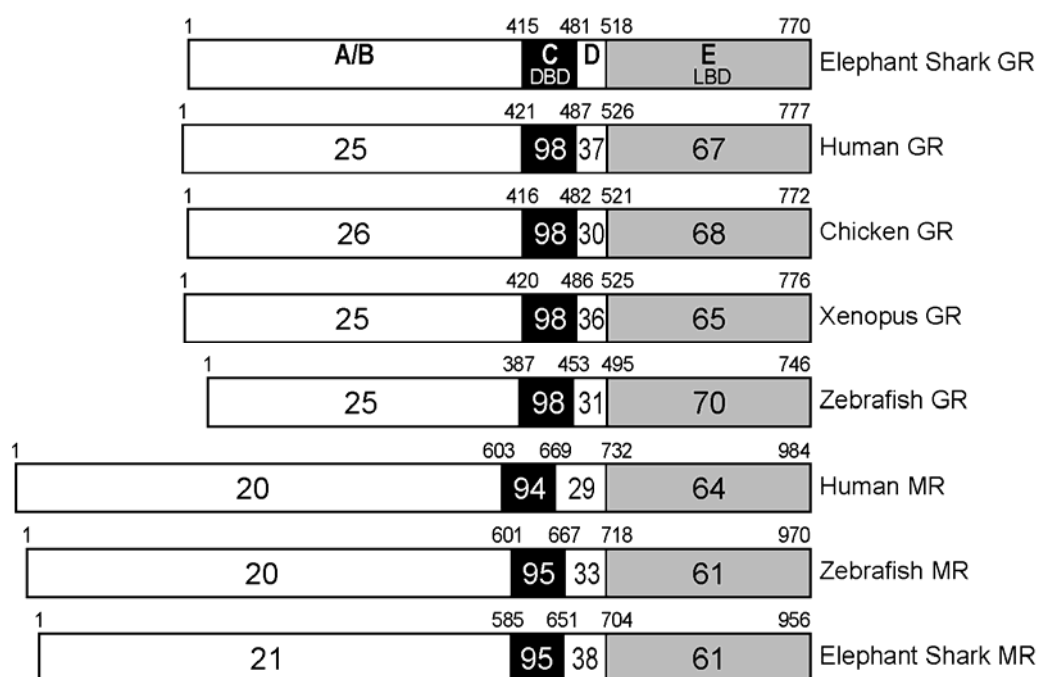 1 415 481 518 770
A/B C D E Elephant Shark GR
DBD LBD
1 421 487 526 777
25 98 37 67 Human GR
1 416 482 521 772
26 98 30 68 Chicken GR
1 420 486 525 776
25 98 36 65 Xenopus GR
1 387 453 495 746
25 98 31 70 Zebrafish GR
1 603 669 732 984
20 94 29 64 Human MR
1 601 667 718 970
20 95 33 61 Zebrafish MR
1 585 651 704 956
21 95 38 61 Elephant Shark MR